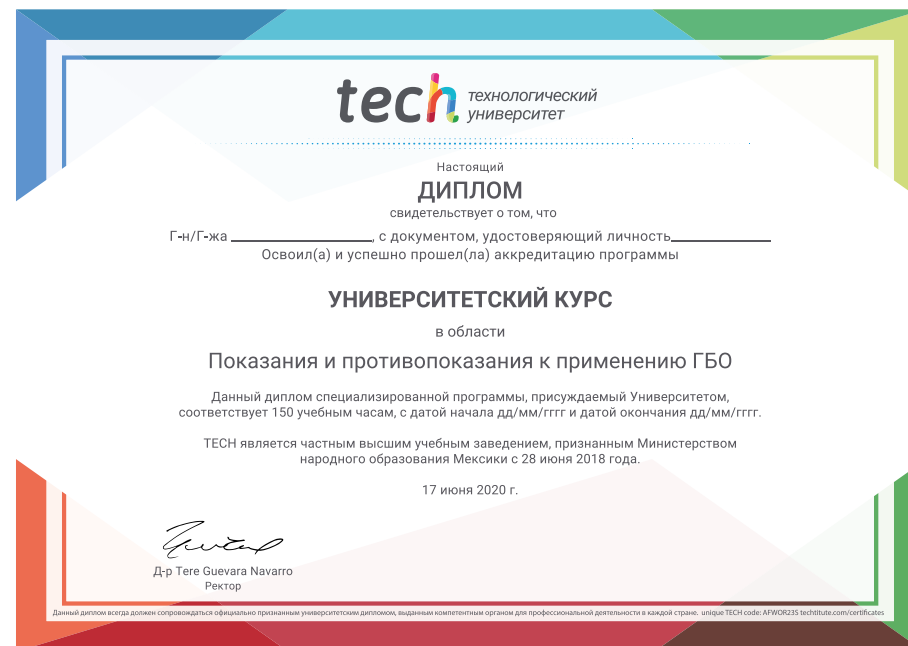 tech технологический
университет
Настоящий
ДИПЛОМ
свидетельствует о том, что
Г-н/Г-жа ____________________, с документом, удостоверяющий личность______________
Освоил(а) и успешно прошел(ла) аккредитацию программы
УНИВЕРСИТЕТСКИЙ КУРС
в области
Показания и противопоказания к применению ГБО
Данный диплом специализированной программы, присуждаемый Университетом,
соответствует 150 учебным часам, с датой начала дд/мм/гггг и датой окончания дд/мм/гггг.
TECH является частным высшим учебным заведением, признанным Министерством
народного образования Мексики с 28 июня 2018 года.
17 июня 2020 г.
Д-р Tere Guevara Navarro
Ректор
Данный диплом всегда должен сопровождаться официально признанным университетским дипломом, выданным компетентным органом для профессиональной деятельности в каждой стране. unique TECH code: AFWOR23S techtitute.com/certificates